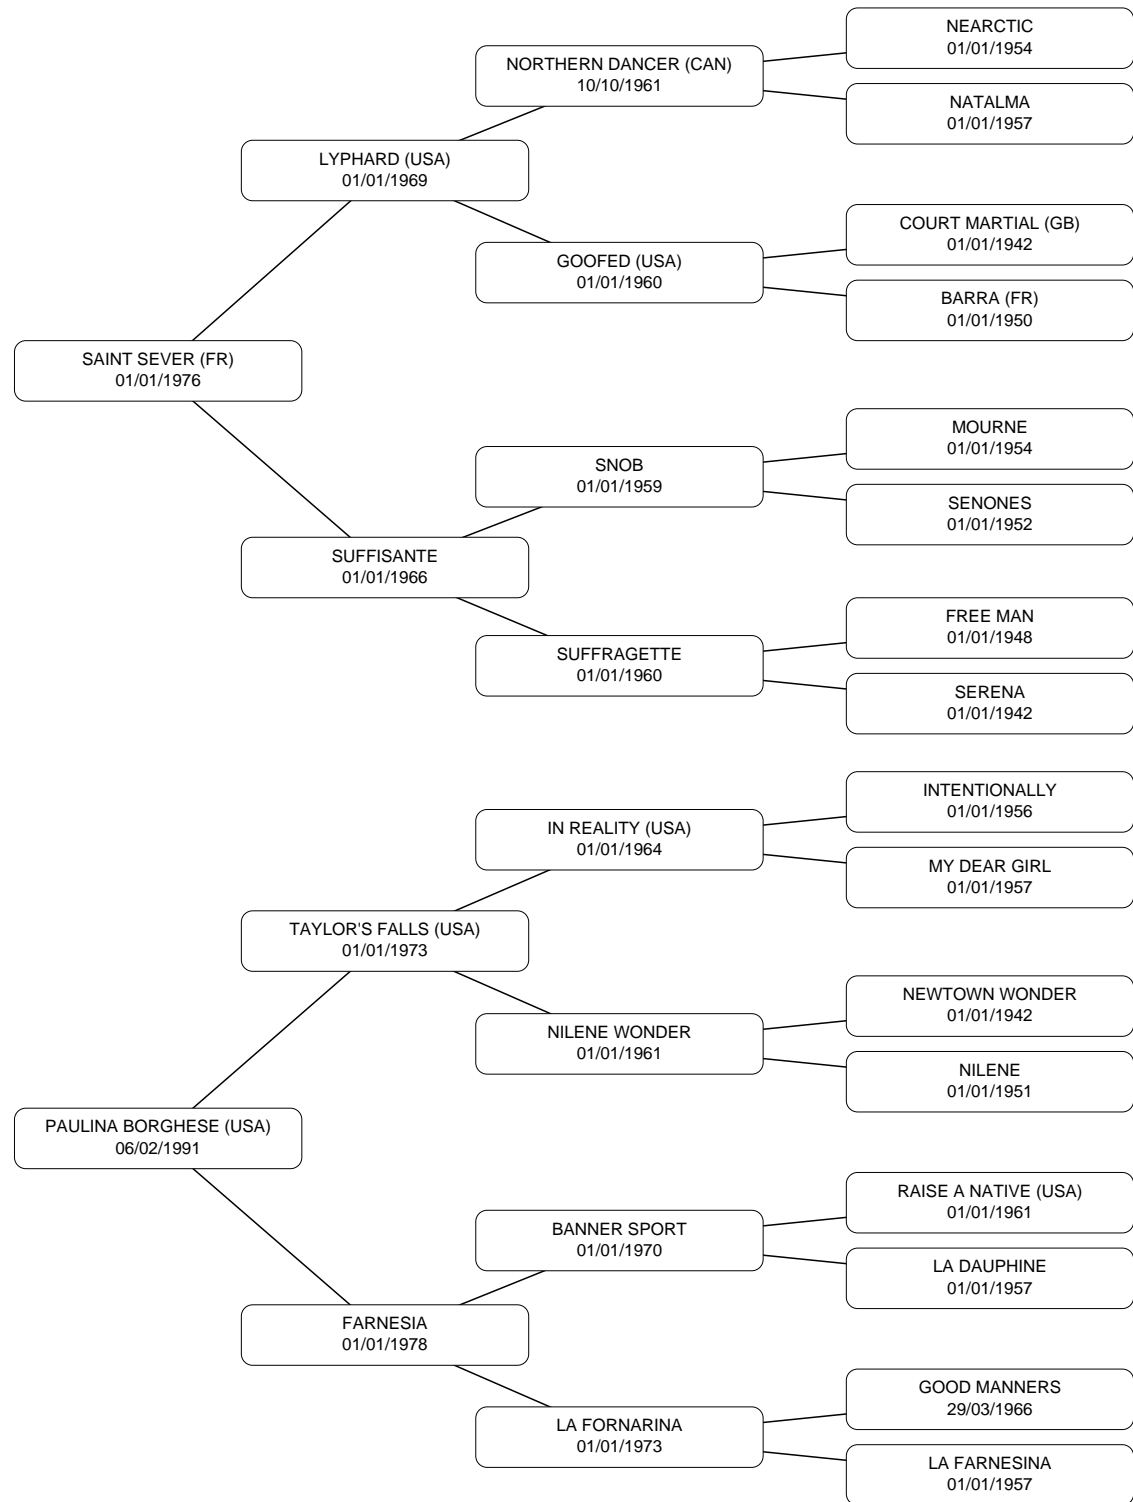 NEARCTIC
01/01/1954
NORTHERN DANCER (CAN)
10/10/1961
NATALMA
01/01/1957
LYPHARD (USA)
01/01/1969
COURT MARTIAL (GB)
01/01/1942
GOOFED (USA)
01/01/1960
BARRA (FR)
01/01/1950
SAINT SEVER (FR)
01/01/1976
MOURNE
01/01/1954
SNOB
01/01/1959
SENONES
01/01/1952
SUFFISANTE
01/01/1966
FREE MAN
01/01/1948
SUFFRAGETTE
01/01/1960
SERENA
01/01/1942
INTENTIONALLY
01/01/1956
IN REALITY (USA)
01/01/1964
MY DEAR GIRL
01/01/1957
TAYLOR'S FALLS (USA)
01/01/1973
NEWTOWN WONDER
01/01/1942
NILENE WONDER
01/01/1961
NILENE
01/01/1951
PAULINA BORGHESE (USA)
06/02/1991
RAISE A NATIVE (USA)
01/01/1961
BANNER SPORT
01/01/1970
LA DAUPHINE
01/01/1957
FARNESIA
01/01/1978
GOOD MANNERS
29/03/1966
LA FORNARINA
01/01/1973
LA FARNESINA
01/01/1957